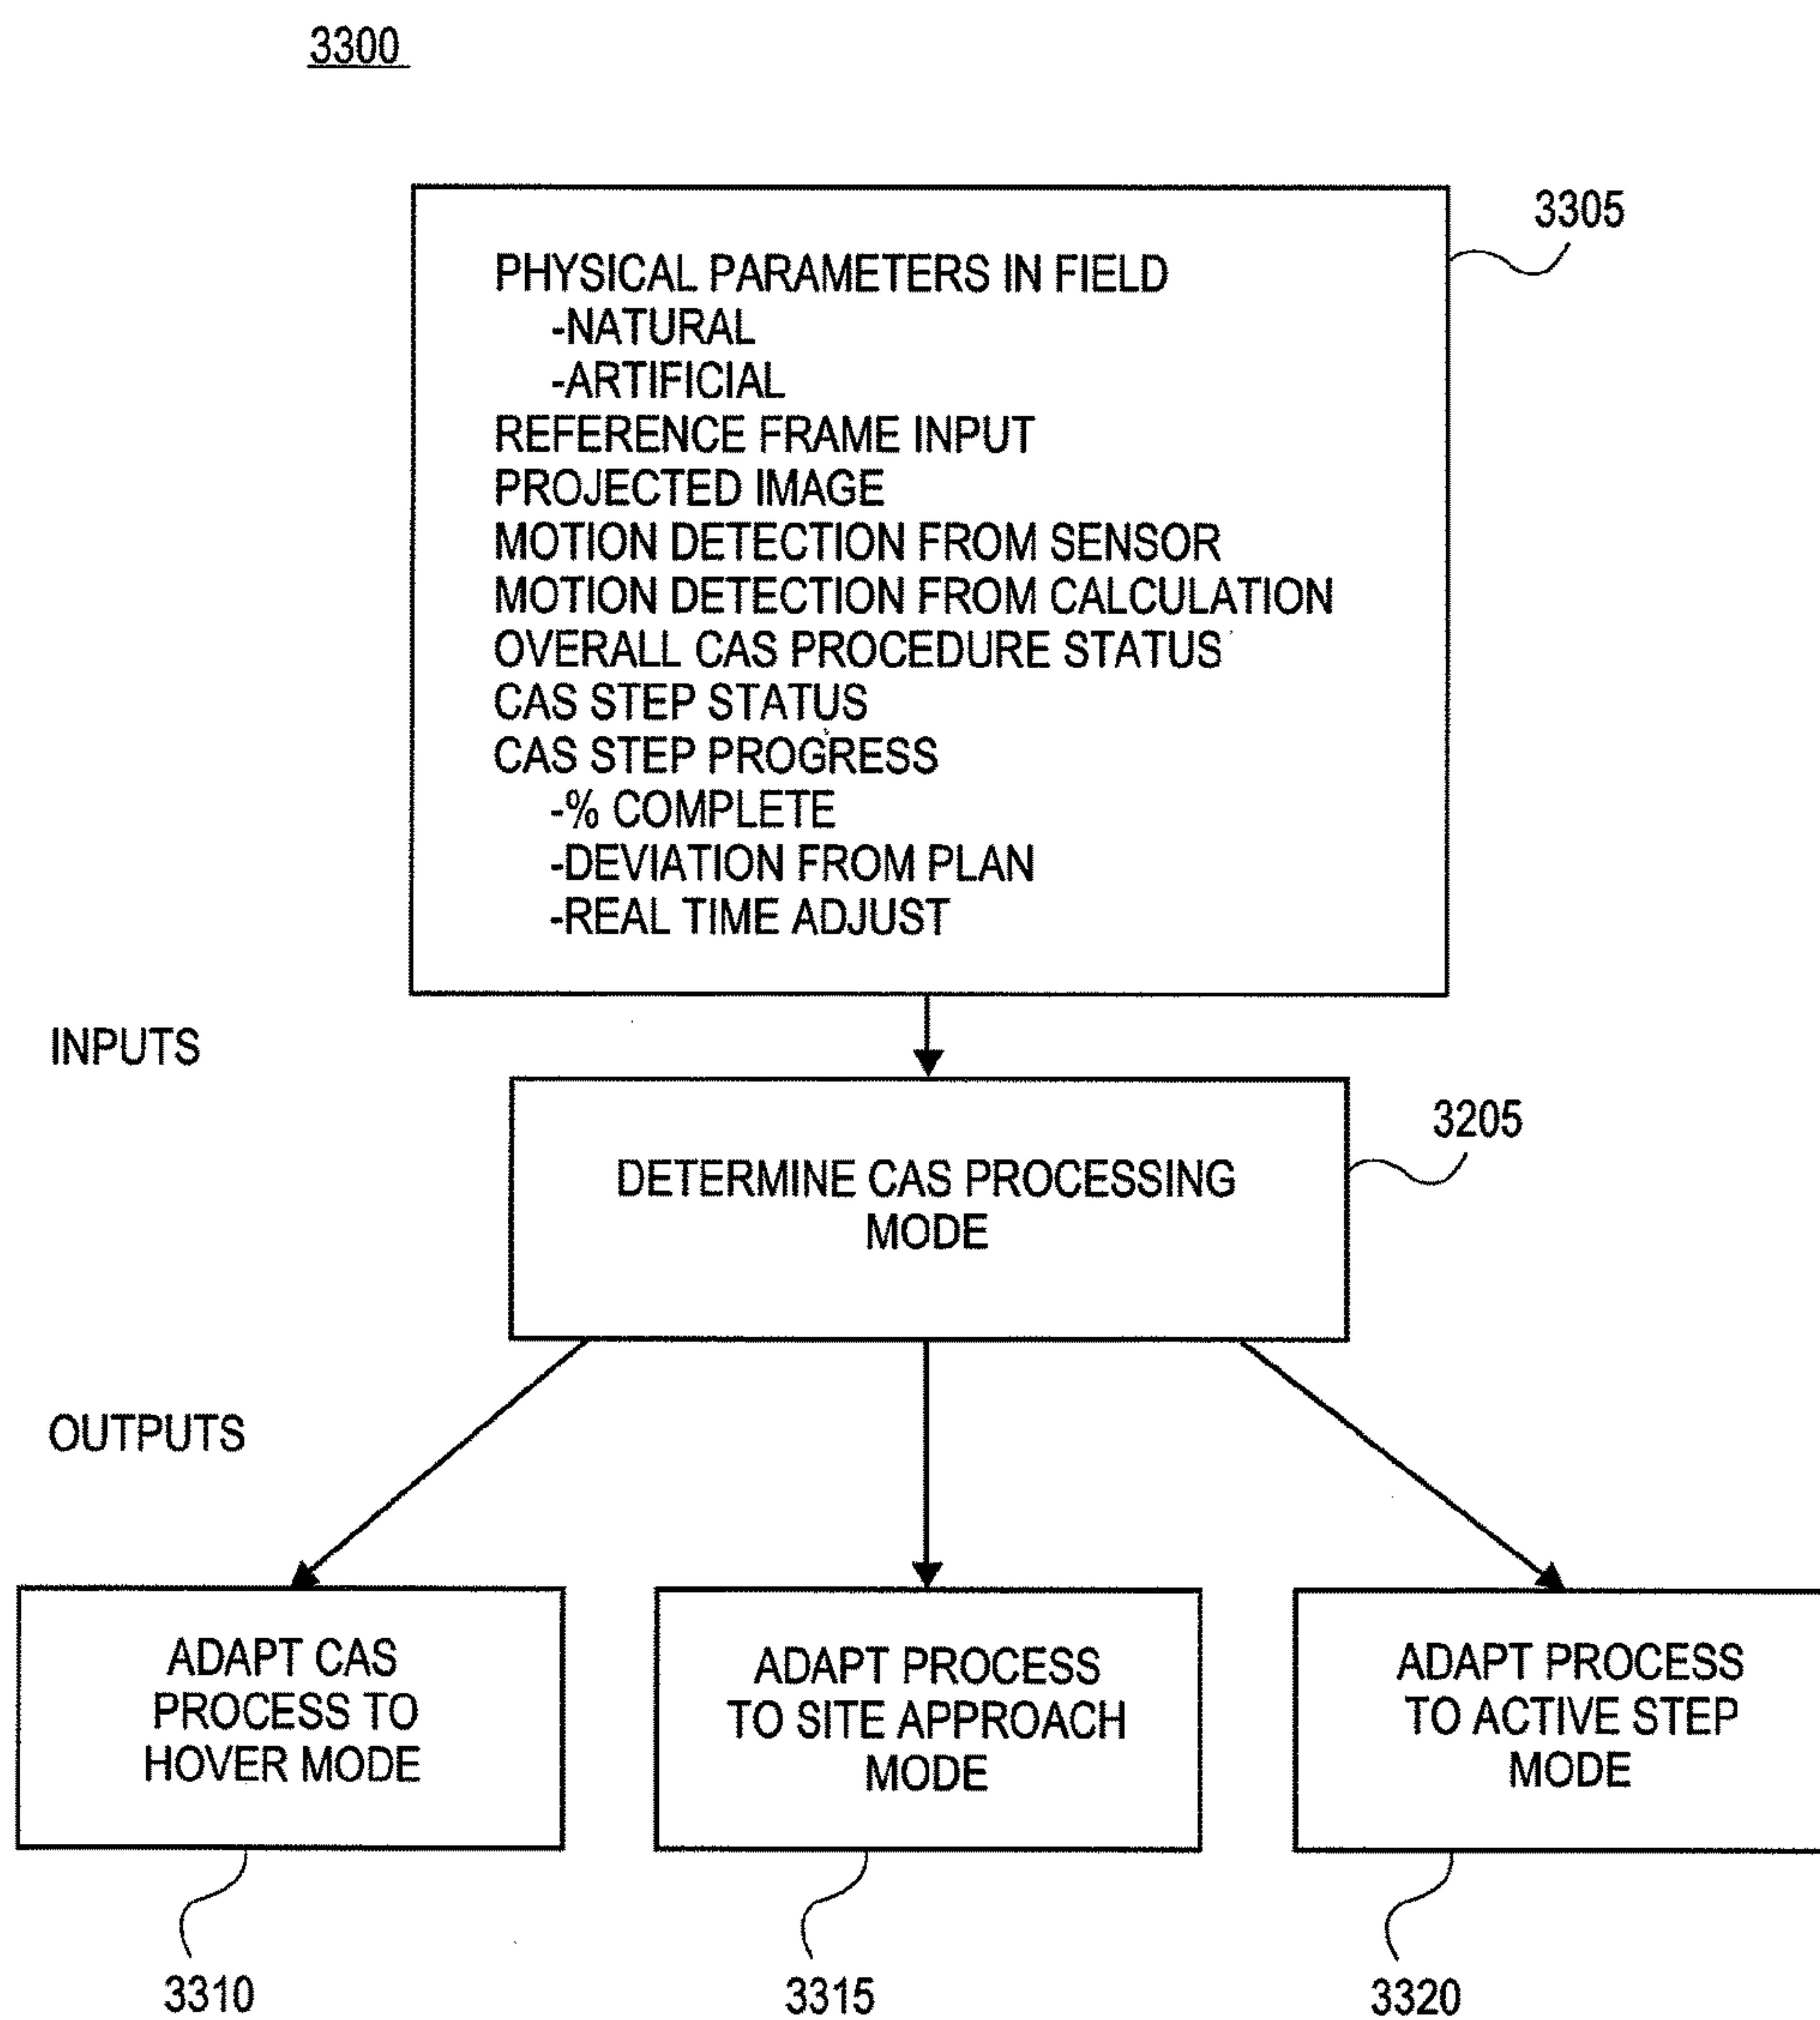 3300
3305
PHYSICAL PARAMETERS IN FIELD
-NATURAL
-ARTIFICIAL
REFERENCE FRAME INPUT
PROJECTED IMAGE
MOTION DETECTION FROM SENSOR
MOTION DETECTION FROM CALCULATION
OVERALL CAS PROCEDURE STATUS
CAS STEP STATUS
CAS STEP PROGRESS
-% COMPLETE
-DEVIATION FROM PLAN
-REAL TIME ADJUST
INPUTS
3205
DETERMINE CAS PROCESSING
MODE
OUTPUTS
ADAPT CAS
PROCESS TO
HOVER MODE
ADAPT PROCESS
TO SITE APPROACH
MODE
ADAPT PROCESS
TO ACTIVE STEP
MODE
3310
3315
3320